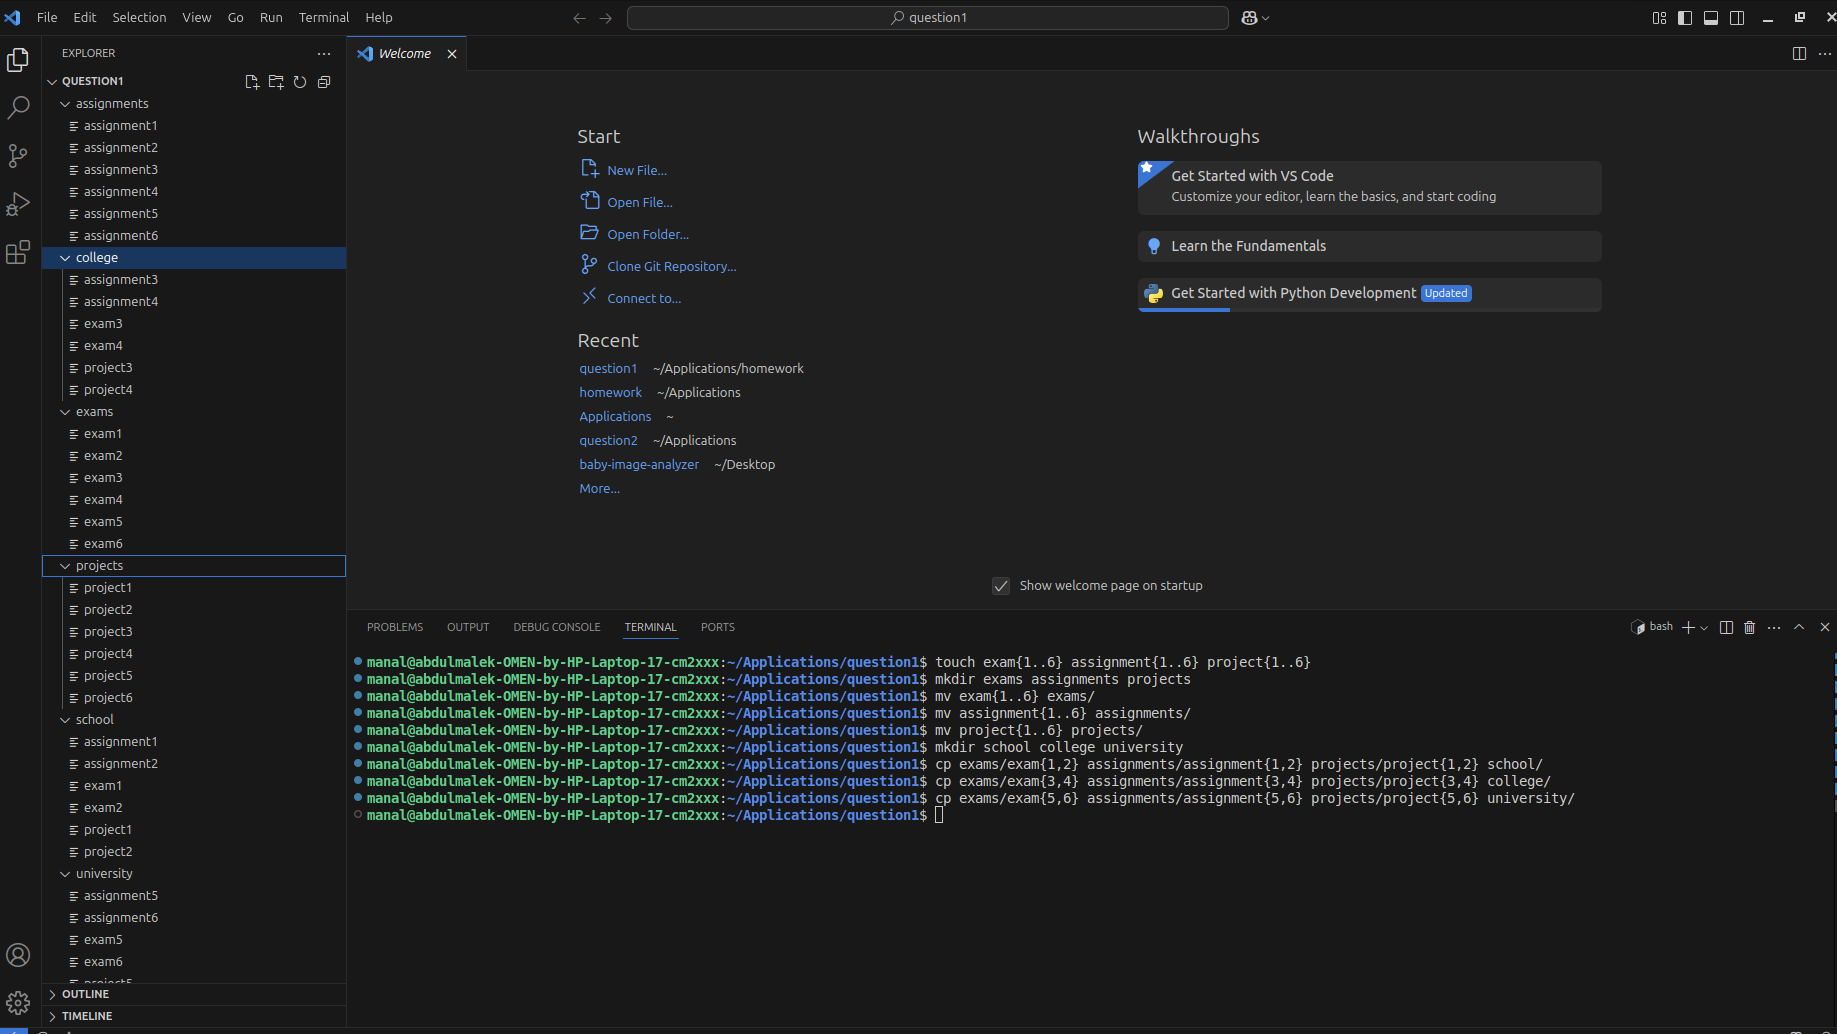 File Edit Selection View Go Run Terminal Help
question1
EXPLORER
QUESTION1
assignments
assignment1
assignment2
assignment3
assignment4
assignment5
assignment6
college
assignment3
assignment4
exam3
exam4
project3
project4
exams
exam1
exam2
exam3
exam4
exam5
exam6
projects
project1
project2
project3
project4
project5
project6
school
assignment1
assignment2
exam1
exam2
project1
project2
university
assignment5
assignment6
exam5
exam6
project5
OUTLINE
TIMELINE
Welcome
Start
New File...
Open File...
Open Folder...
Clone Git Repository...
Connect to...
Recent
question1 ~/Applications/homework
homework ~/Applications
Applications ~
question2 ~/Applications
baby-image-analyzer ~/Desktop
More...
Walkthroughs
Get Started with VS Code
Customize your editor, learn the basics, and start coding
Learn the Fundamentals
Get Started with Python Development Updated
Show welcome page on startup
PROBLEMS OUTPUT DEBUG CONSOLE TERMINAL PORTS
bash
manal@abdulmalek-OMEN-by-HP-Laptop-17-cm2xxx:~/Applications/question1$ touch exam{1..6} assignment{1..6} project{1..6}
manal@abdulmalek-OMEN-by-HP-Laptop-17-cm2xxx:~/Applications/question1$ mkdir exams assignments projects
manal@abdulmalek-OMEN-by-HP-Laptop-17-cm2xxx:~/Applications/question1$ mv exam{1..6} exams/
manal@abdulmalek-OMEN-by-HP-Laptop-17-cm2xxx:~/Applications/question1$ mv assignment{1..6} assignments/
manal@abdulmalek-OMEN-by-HP-Laptop-17-cm2xxx:~/Applications/question1$ mv project{1..6} projects/
manal@abdulmalek-OMEN-by-HP-Laptop-17-cm2xxx:~/Applications/question1$ mkdir school college university
manal@abdulmalek-OMEN-by-HP-Laptop-17-cm2xxx:~/Applications/question1$ cp exams/exam{1,2} assignments/assignment{1,2} projects/project{1,2} school/
manal@abdulmalek-OMEN-by-HP-Laptop-17-cm2xxx:~/Applications/question1$ cp exams/exam{3,4} assignments/assignment{3,4} projects/project{3,4} college/
manal@abdulmalek-OMEN-by-HP-Laptop-17-cm2xxx:~/Applications/question1$ cp exams/exam{5,6} assignments/assignment{5,6} projects/project{5,6} university/
manal@abdulmalek-OMEN-by-HP-Laptop-17-cm2xxx:~/Applications/question1$